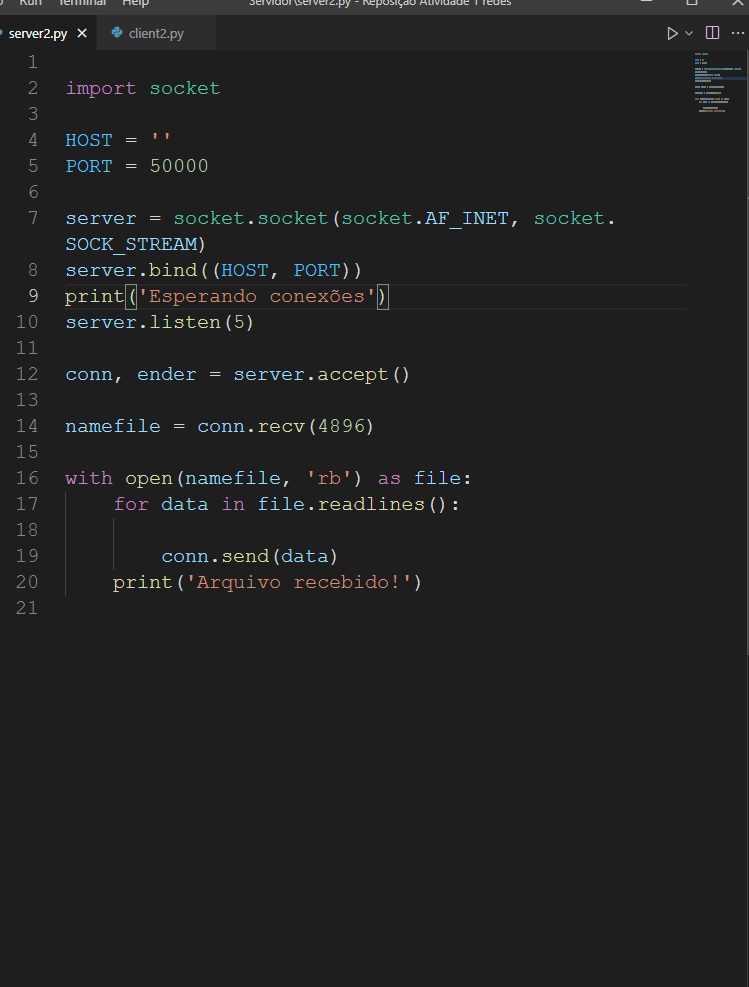 Run Terminal Help Servidor\server2.py - Reposição Atividade 1 redes
server2.py client2.py
1
2 import socket
3
4 HOST = ''
5 PORT = 50000
6
7 server = socket.socket(socket.AF_INET, socket.
SOCK_STREAM)
8 server.bind((HOST, PORT))
9 print('Esperando conexões')
10 server.listen(5)
11
12 conn, ender = server.accept()
13
14 namefile = conn.recv(4896)
15
16 with open(namefile, 'rb') as file:
17 for data in file.readlines():
18
19 conn.send(data)
20 print('Arquivo recebido!')
21